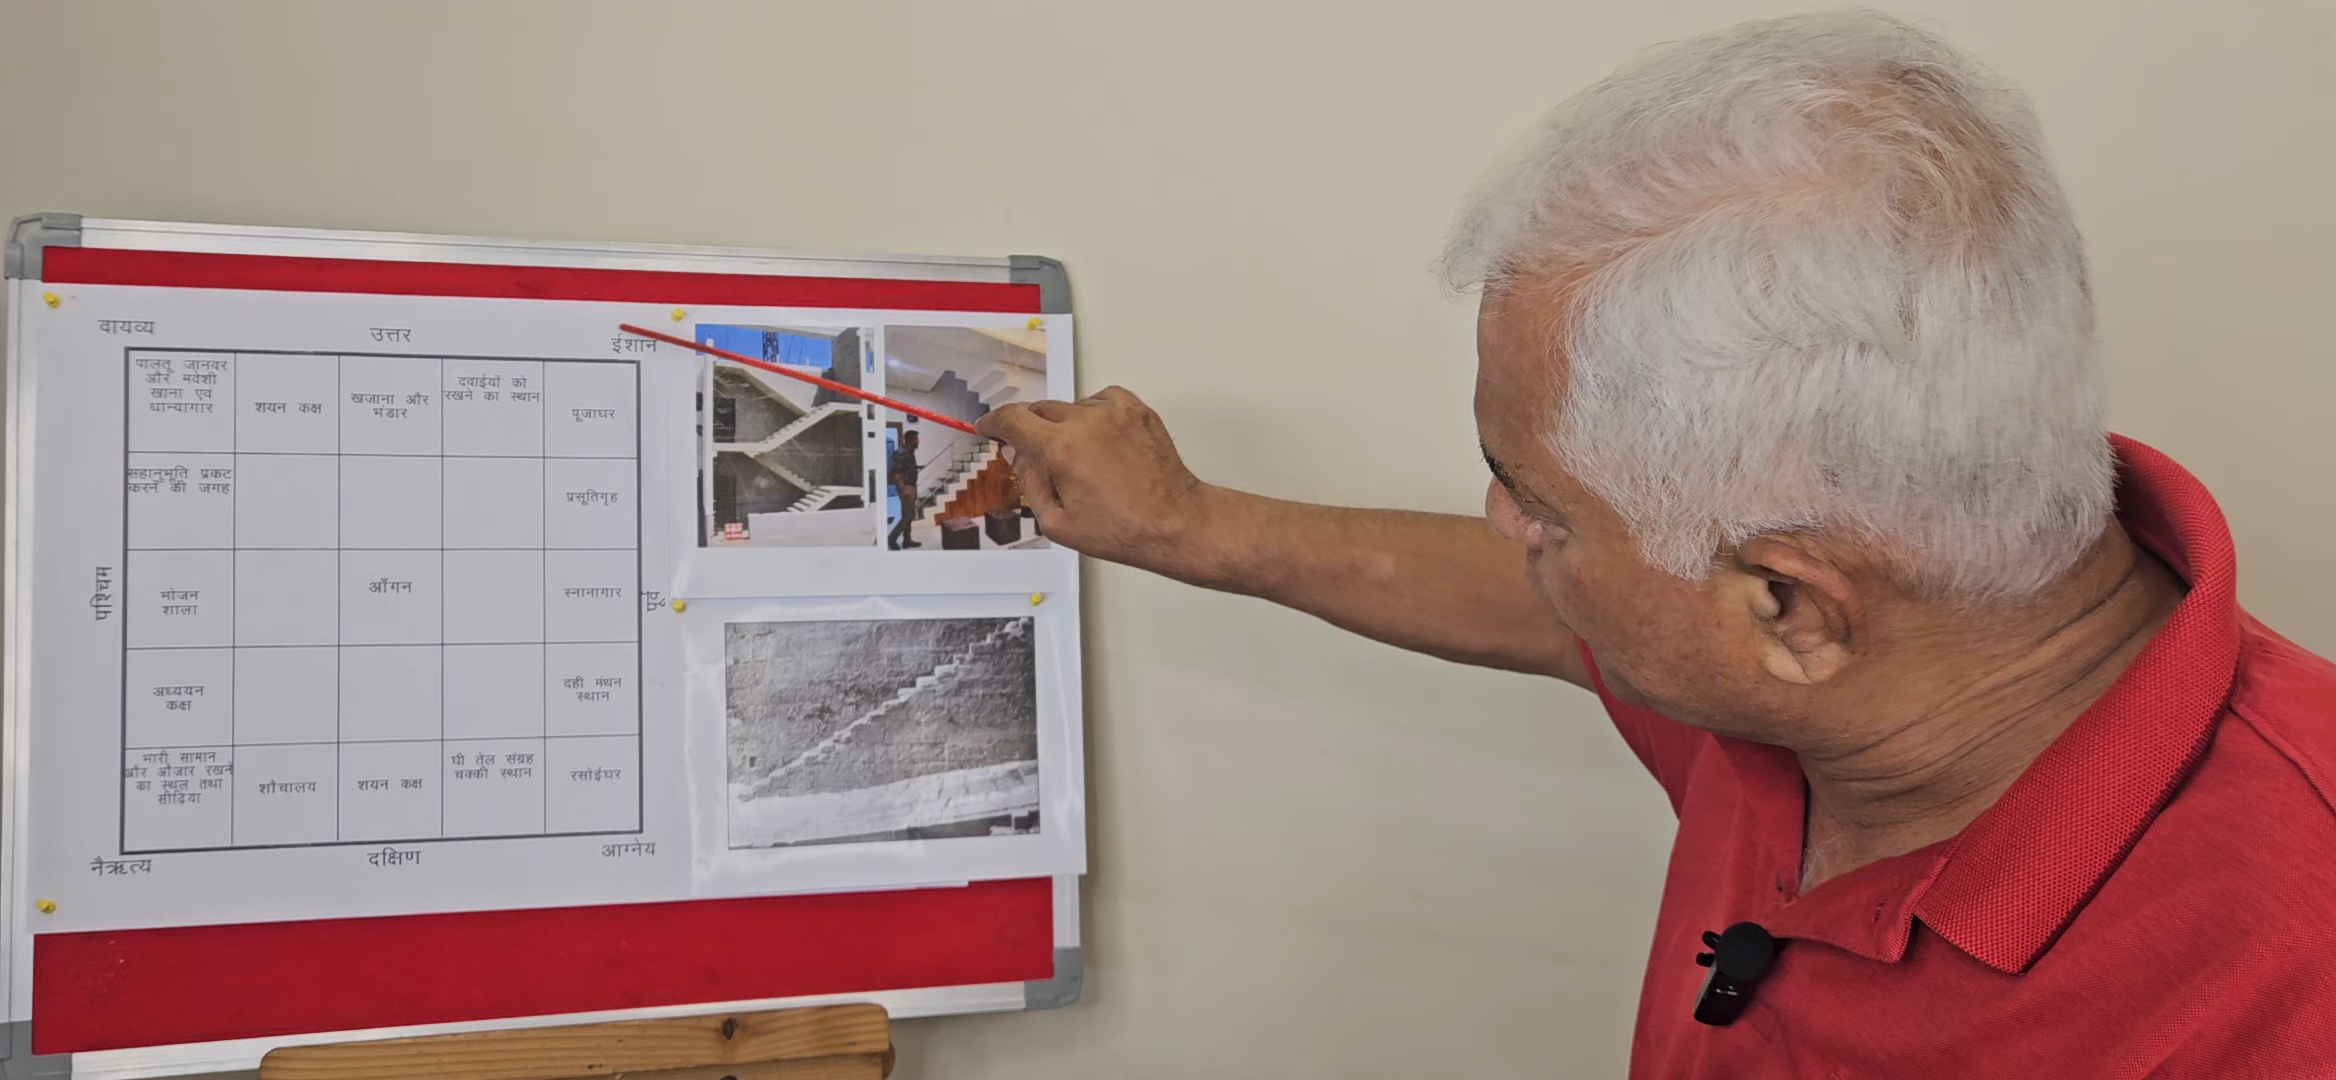 वायव्य
उत्तर
ईशान
पालतू जानवर
और मवेशी
खाना एवं
धान्यागार
शयन कक्ष
खजाना और
भंडार
दवाईयों को
रखने का स्थान
पूजाघर
सहानुभूति प्रकट
करने की जगह
प्रसूतिगृह
पश्चिम
भोजन
शाला
आँगन
स्नानागार
पूर्व
अध्ययन
कक्ष
दही मंथन
स्थान
भारी सामान
और औजार रखने
का स्थल तथा
सीढिया
शौचालय
शयन कक्ष
घी तेल संग्रह
चक्की स्थान
रसोईघर
नैऋत्य
दक्षिण
आग्नेय